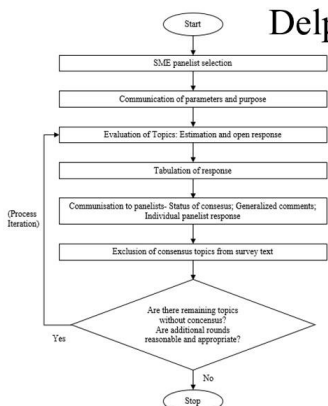 Start
Delp
SME panelist selection
Communication of parameters and purpose
Evaluation of Topics: Estimation and open response
Tabulation of response
(Process
Iteration)
Communisation to panelists- Status of consesus; Generalized comments;
Individual panelist response
Exclusion of consensus topics from survey text
Are there remaining topics
without concensus?
Are additional rounds
reasonable and appropriate?
Yes
No
Stop